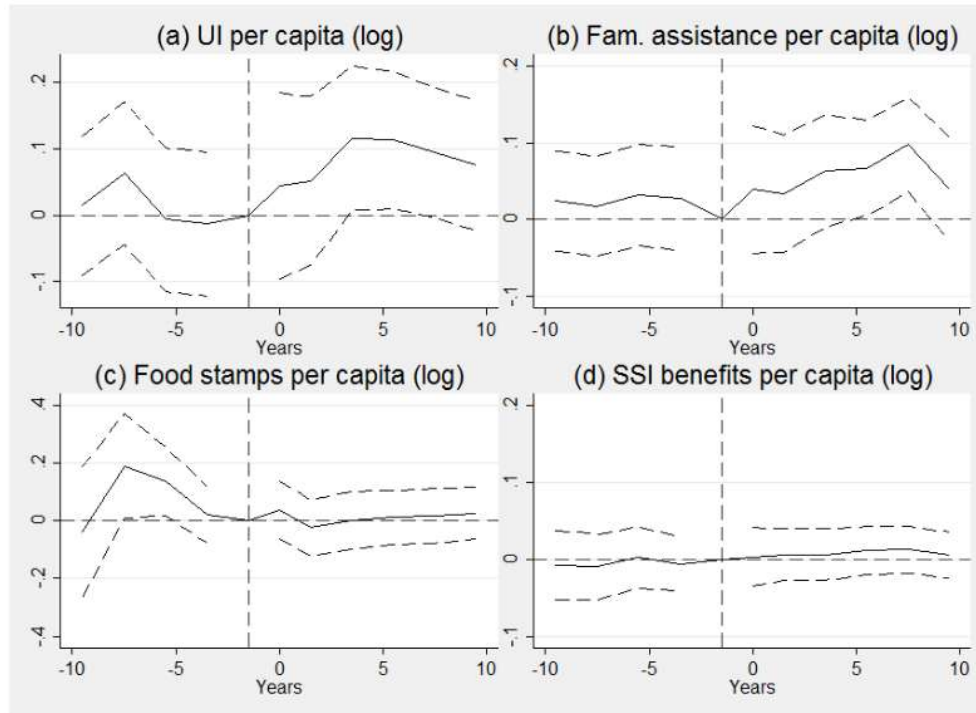 (a) UI per capita (log)
.2
.1
0
-.1
-10 -5 0 5 10
Years
(b) Fam. assistance per capita (log)
.2
.1
0
-.1
-10 -5 0 5 10
Years
(c) Food stamps per capita (log)
.4
.2
0
-.2
-.4
-10 -5 0 5 10
Years
(d) SSI benefits per capita (log)
.2
.1
0
-.1
-10 -5 0 5 10
Years